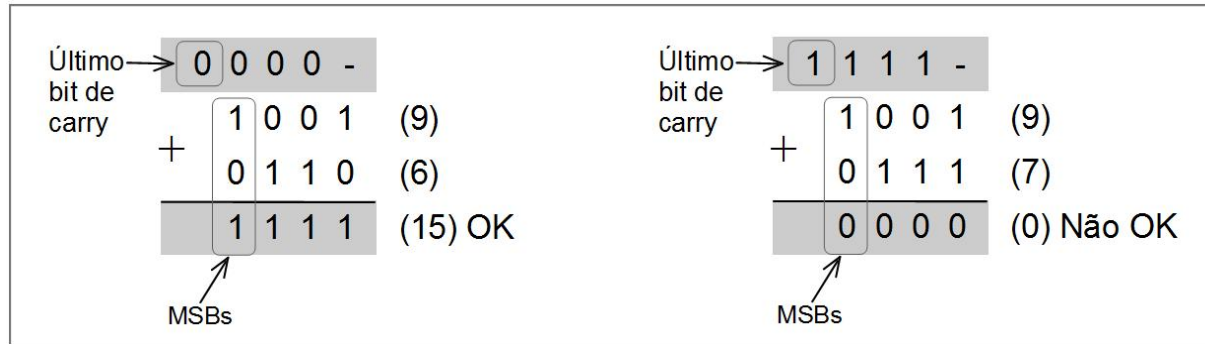 Último
bit de
carry
0 0 0 0 -
1 0 0 1 (9)
+
0 1 1 0 (6)
1 1 1 1 (15) OK
MSBs
Último
bit de
carry
1 1 1 1 -
1 0 0 1 (9)
+
0 1 1 1 (7)
0 0 0 0 (0) Não OK
MSBs